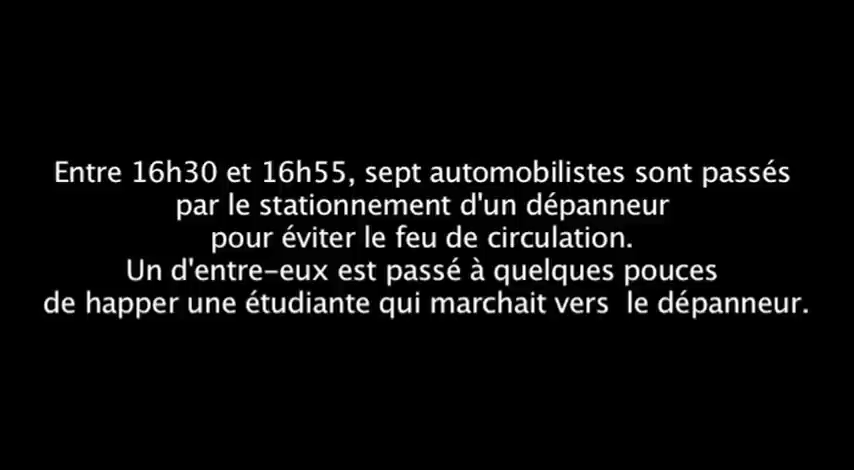 Entre 16h30 et 16h55, sept automobilistes sont passés
par le stationnement d'un dépanneur
pour éviter le feu de circulation.
Un d'entre-eux est passé à quelques pouces
de happer une étudiante qui marchait vers  le dépanneur.